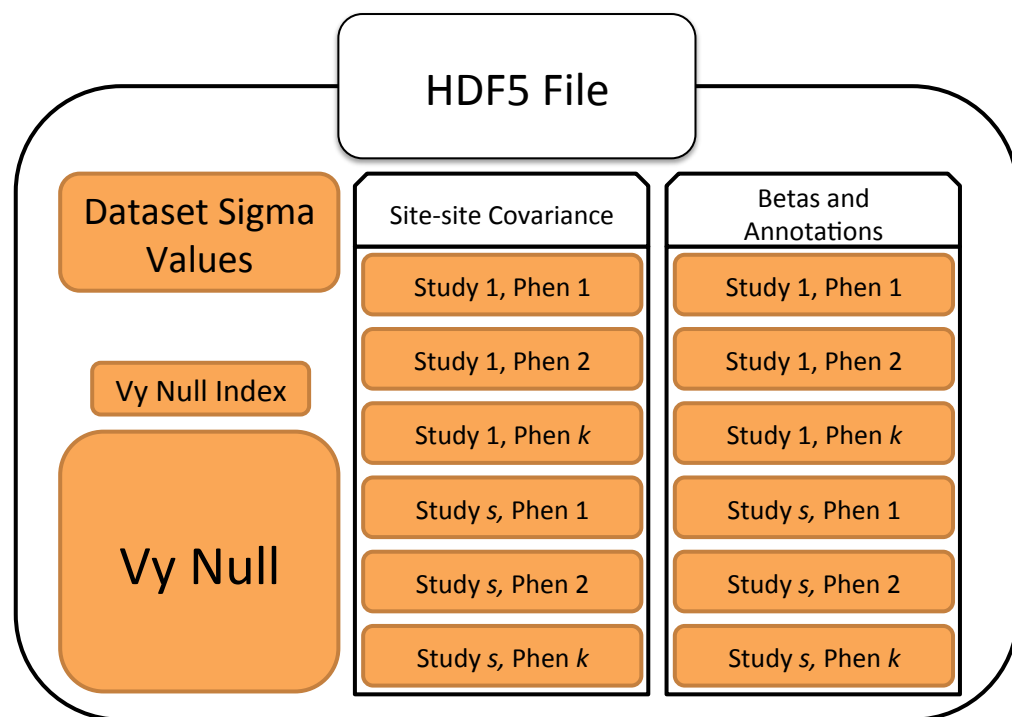 HDF5 File
Dataset Sigma
Values
Vy Null Index
Vy Null
Site-site Covariance
Study 1, Phen 1
Study 1, Phen 2
Study 1, Phen k
Study s, Phen 1
Study s, Phen 2
Study s, Phen k
Betas and
Annotations
Study 1, Phen 1
Study 1, Phen 2
Study 1, Phen k
Study s, Phen 1
Study s, Phen 2
Study s, Phen k